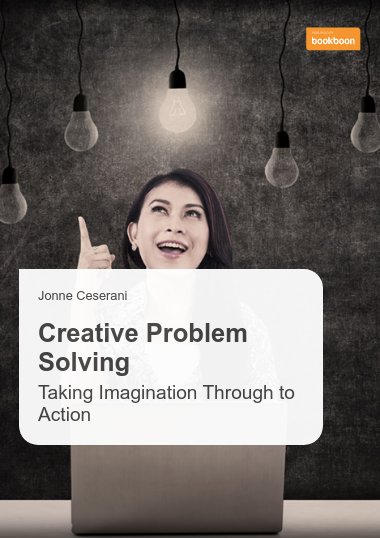 bookboon
Jonne Ceserani
Creative Problem
Solving
Taking Imagination Through to
Action